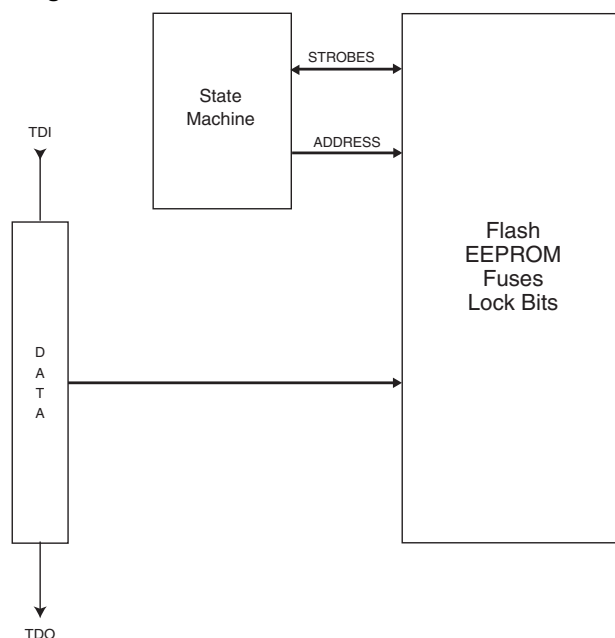 STROBES
State
Machine
ADDRESS
TDI
Flash
EEPROM
Fuses
Lock Bits
D
A
T
A
TDO